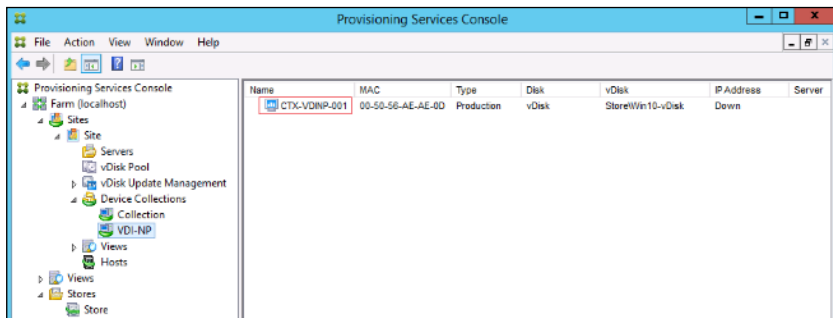 Provisioning Services Console
File Action View Window Help
Provisioning Services Console
Farm (localhost)
Sites
Site
Servers
vDisk Pool
vDisk Update Management
Device Collections
Collection
VDI-NP
Views
Hosts
Views
Stores
Store
Name MAC Type Disk vDisk IP Address Server
CTX-VDINP-001 00-50-56-AE-AE-0D Production vDisk Store\Win10-vDisk Down